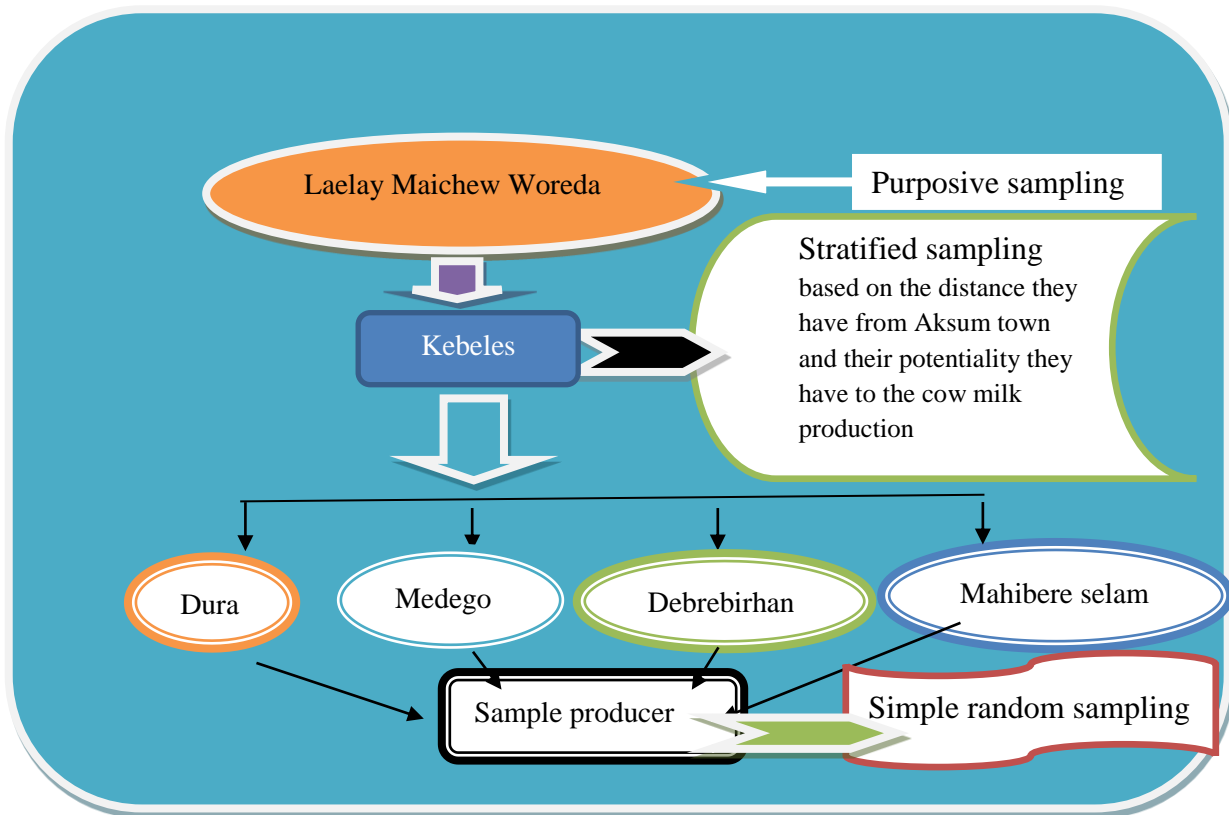 Laelay Maichew Woreda
Purposive sampling
Stratified sampling
based on the distance they
have from Aksum town
and their potentiality they
have to the cow milk
production
Kebeles
Dura
Medego
Debrebirhan
Mahibere selam
Sample producer
Simple random sampling